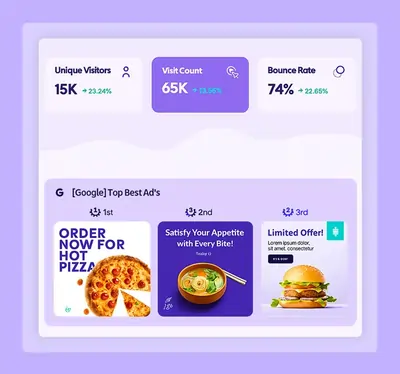 Unique Visitors
15K → 23.24%
Visit Count
65K → 13.56%
Bounce Rate
74% → 22.65%
G [Google] Top Best Ad's
1st
2nd
3rd
ORDER
NOW FOR
HOT
PIZZA
Satisfy Your Appetite
with Every Bite!
Limited Offer!
Lorem ipsum dolor,
sit amet, consectetur